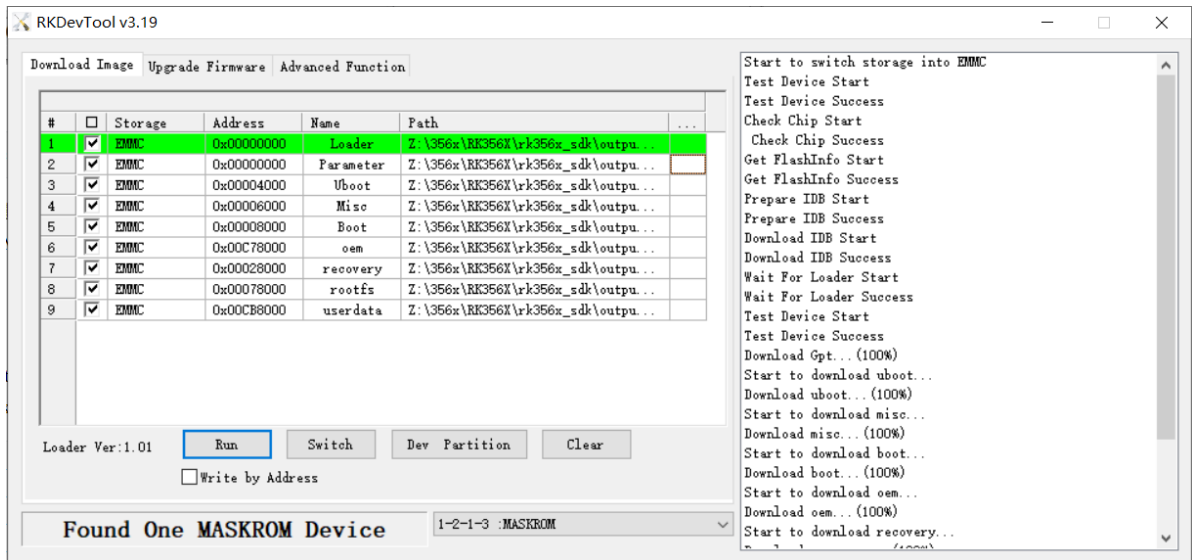 RKDevTool v3.19
Download Image Upgrade Firmware Advanced Function
# Storage Address Name Path ...
1 EMMC 0x00000000 Loader Z:\356x\RK356X\rk356x_sdk\outpu...
2 EMMC 0x00000000 Parameter Z:\356x\RK356X\rk356x_sdk\outpu...
3 EMMC 0x00004000 Uboot Z:\356x\RK356X\rk356x_sdk\outpu...
4 EMMC 0x00006000 Misc Z:\356x\RK356X\rk356x_sdk\outpu...
5 EMMC 0x00008000 Boot Z:\356x\RK356X\rk356x_sdk\outpu...
6 EMMC 0x00C78000 oem Z:\356x\RK356X\rk356x_sdk\outpu...
7 EMMC 0x00028000 recovery Z:\356x\RK356X\rk356x_sdk\outpu...
8 EMMC 0x00078000 rootfs Z:\356x\RK356X\rk356x_sdk\outpu...
9 EMMC 0x00CB8000 userdata Z:\356x\RK356X\rk356x_sdk\outpu...
Loader Ver:1.01 Run Switch Dev Partition Clear
Write by Address
Found One MASKROM Device 1-2-1-3 :MASKROM
Start to switch storage into EMMC
Test Device Start
Test Device Success
Check Chip Start
Check Chip Success
Get FlashInfo Start
Get FlashInfo Success
Prepare IDB Start
Prepare IDB Success
Download IDB Start
Download IDB Success
Wait For Loader Start
Wait For Loader Success
Test Device Start
Test Device Success
Download Gpt...(100%)
Start to download uboot...
Download uboot...(100%)
Start to download misc...
Download misc...(100%)
Start to download boot...
Download boot...(100%)
Start to download oem...
Download oem...(100%)
Start to download recovery...